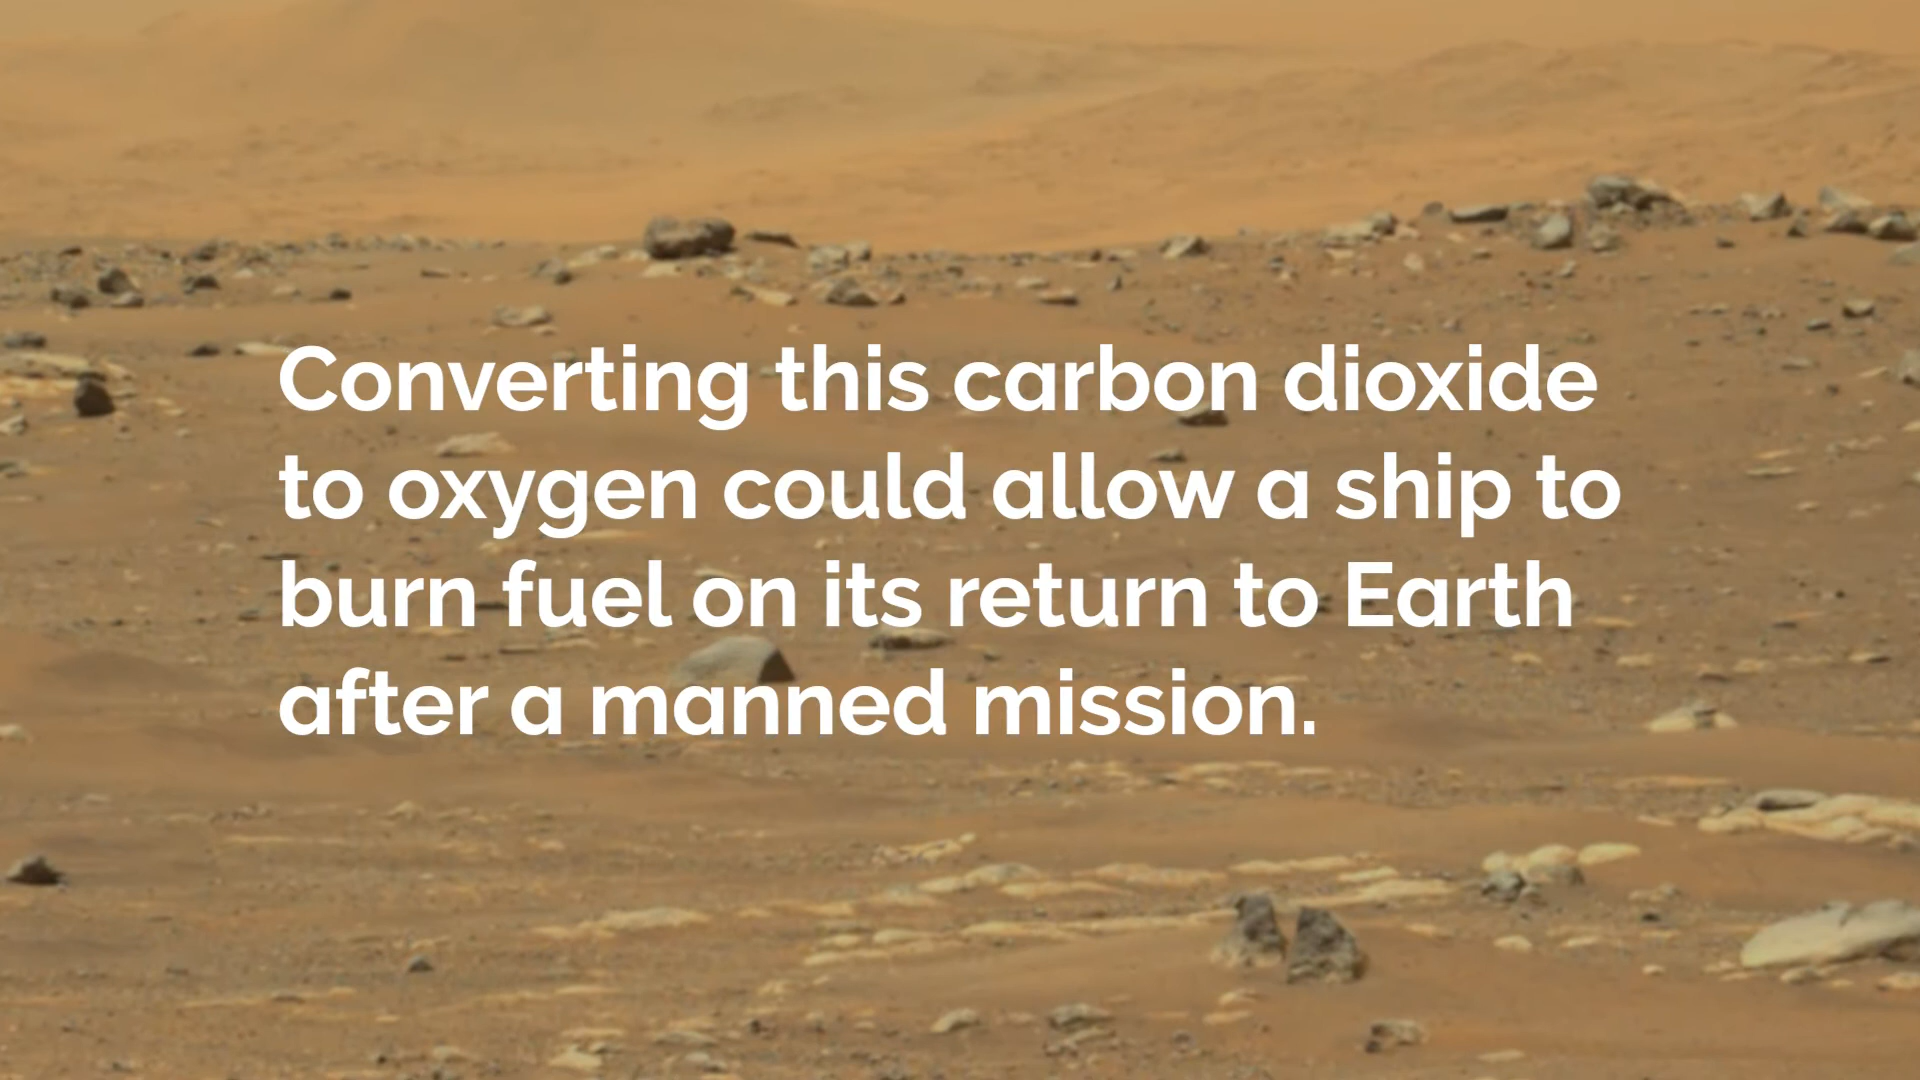 Converting this carbon dioxide
to oxygen could allow a ship to
burn fuel on its return to Earth
after a manned mission.